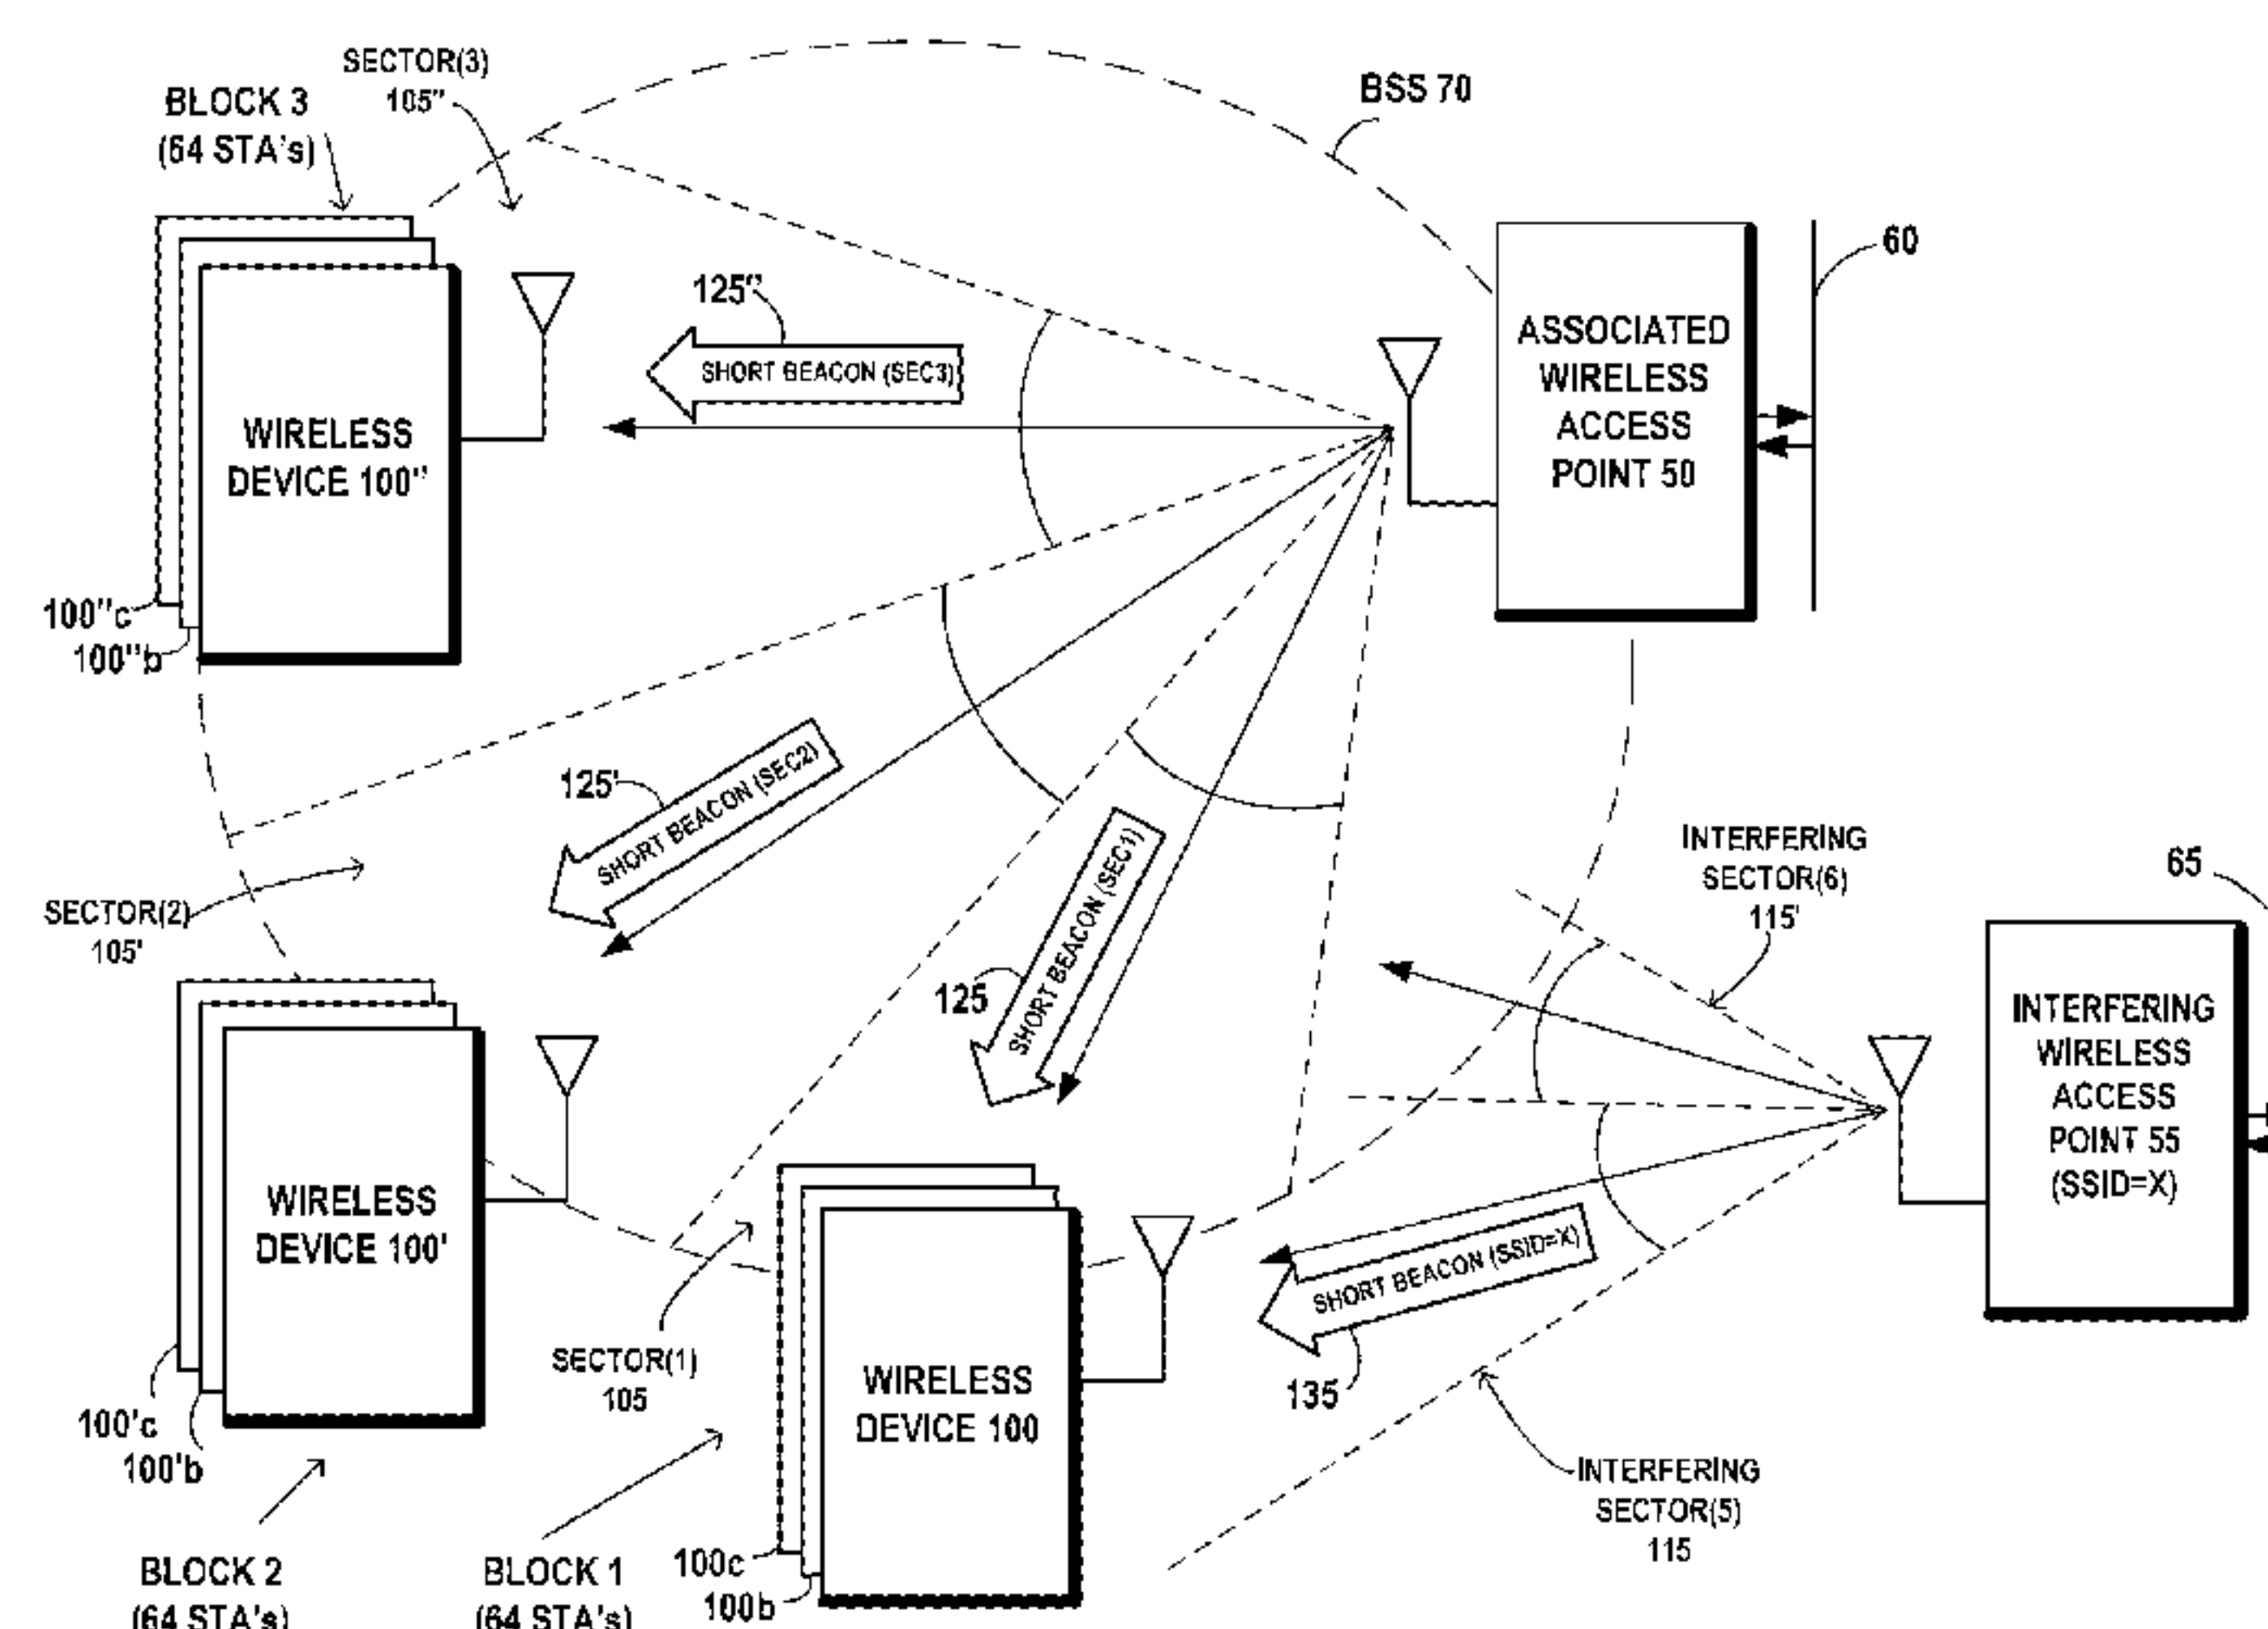 SECTOR(3)
105"
BLOCK 3
(64 STA's)
BSS 70
60
125"
SHORT BEACON (SEC3)
ASSOCIATED
WIRELESS
ACCESS
POINT 50
WIRELESS
DEVICE 100"
100"c
100"b
125'
SHORT BEACON (SEC2)
SECTOR(2)
105'
125
SHORT BEACON (SEC1)
INTERFERING
SECTOR(6)
115'
65
INTERFERING
WIRELESS
ACCESS
POINT 55
(SSID=X)
WIRELESS
DEVICE 100'
100'c
100'b
SECTOR(1)
105
WIRELESS
DEVICE 100
SHORT BEACON (SSID=X)
135
INTERFERING
SECTOR(5)
115
BLOCK 2
(64 STA's)
BLOCK 1
(64 STA's)
100c
100b